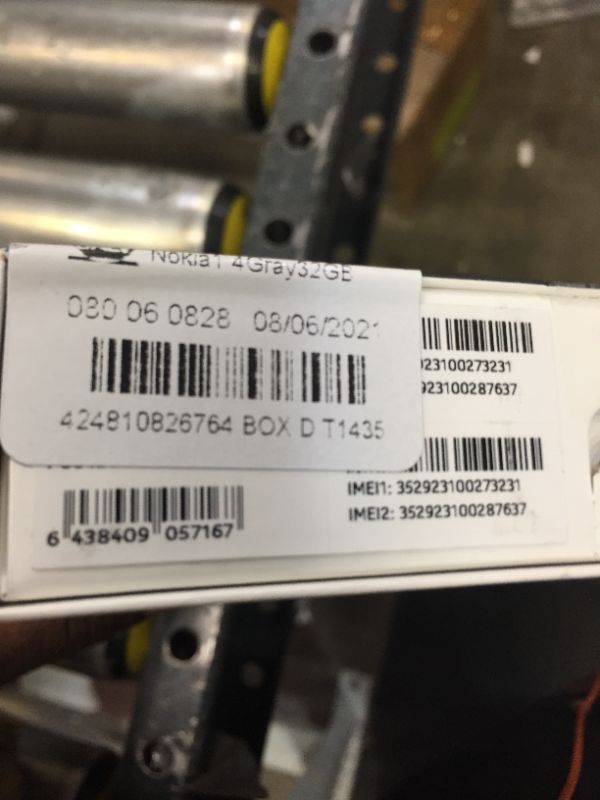 Nokia1 4Gray32GB
080 06 0828 08/06/2021
424810826764 BOX D T1435
923100273231
923100287637
IMEI1: 352923100273231
IMEI2: 352923100287637
6 438409 057167